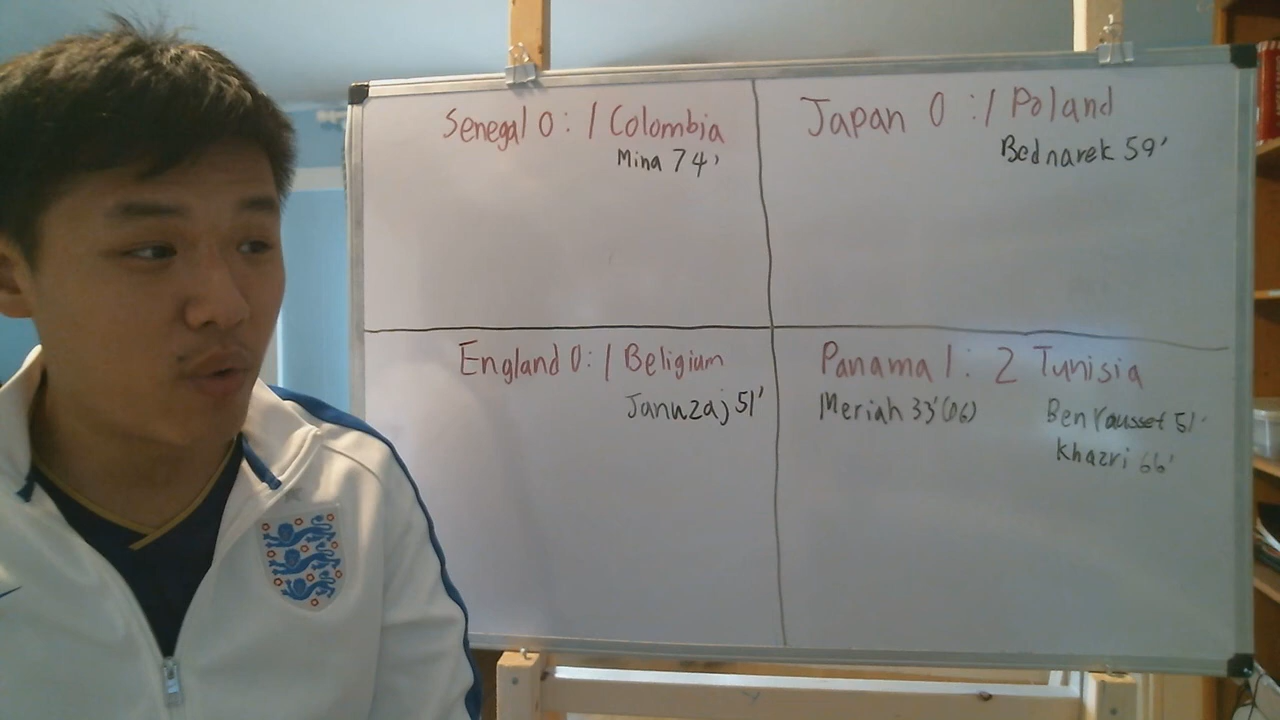 Senegal 0 : 1 Colombia
Mina 74'
Japan 0 : 1 Poland
Bednarek 59'
England 0 : 1 Beligium
Januzaj 51'
Panama 1 : 2 Tunisia
Meriah 33' (OG)
Ben Yousset 51'
Khazri 66'